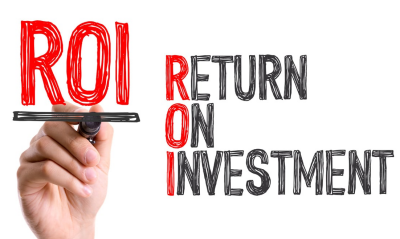 ROI
RETURN
ON
INVESTMENT